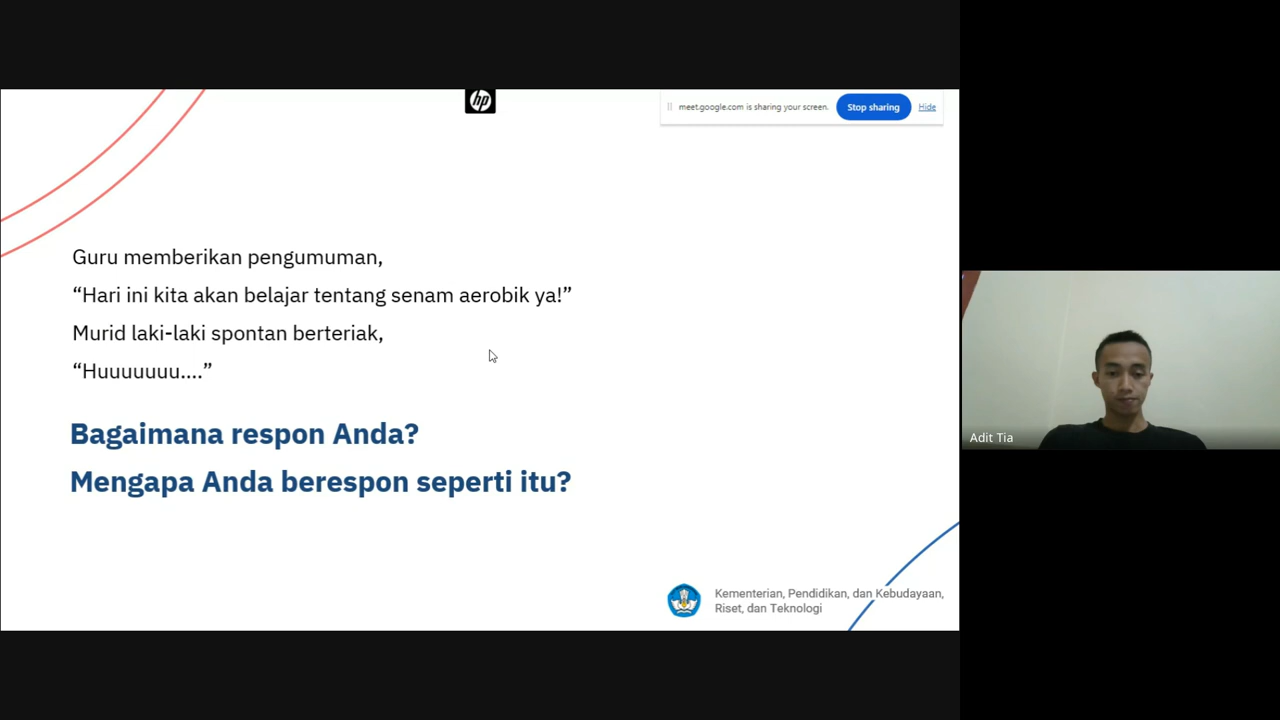 hp
meet.google.com is sharing your screen.
Stop sharing
Hide
Guru memberikan pengumuman,
“Hari ini kita akan belajar tentang senam aerobik ya!”
Murid laki-laki spontan berteriak,
“Huuuuuuu....”
Bagaimana respon Anda?
Mengapa Anda berespon seperti itu?
Kementerian, Pendidikan, dan Kebudayaan,
Riset, dan Teknologi
Adit Tia